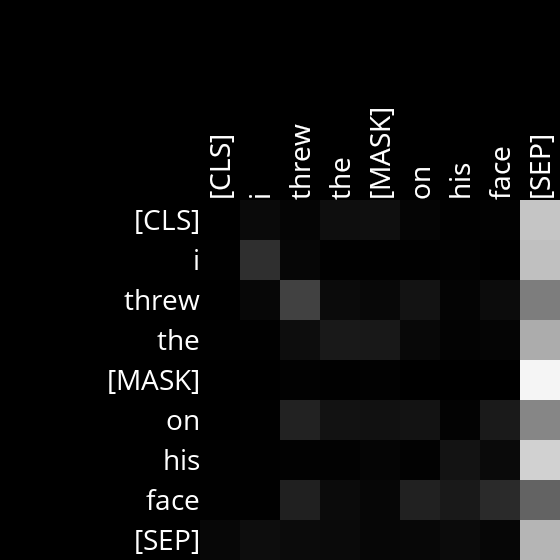 [CLS] i threw the [MASK] on his face [SEP]
[CLS]
i
threw
the
[MASK]
on
his
face
[SEP]